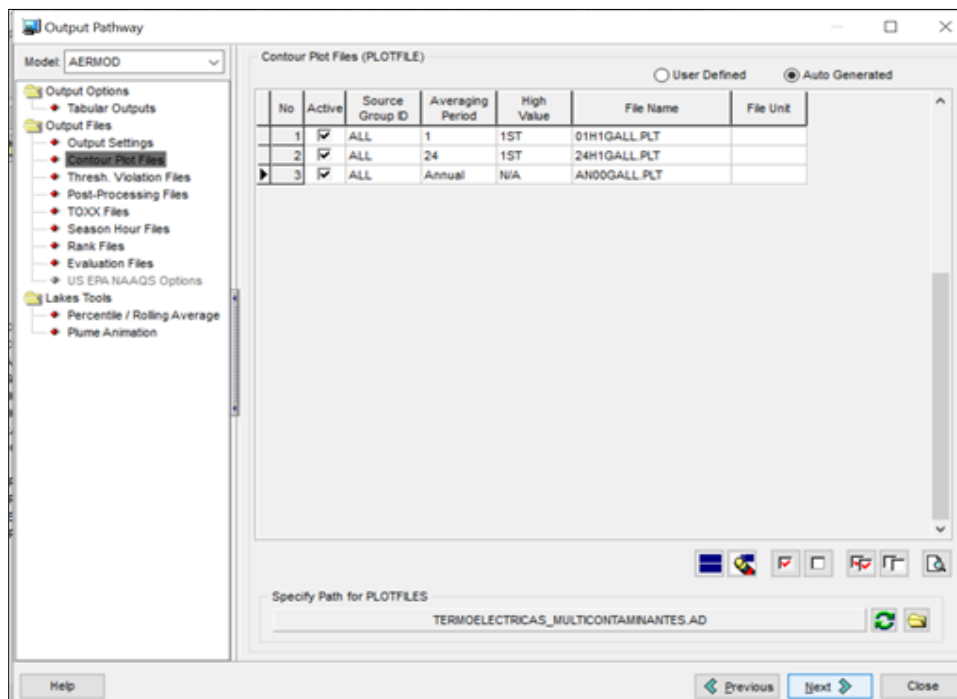 Output Pathway
Model: AERMOD
Output Options
Tabular Outputs
Output Files
Output Settings
Contour Plot Files
Thresh. Violation Files
Post-Processing Files
TOXX Files
Season Hour Files
Rank Files
Evaluation Files
US EPA NAAQS Options
Lakes Tools
Percentile / Rolling Average
Plume Animation
Contour Plot Files (PLOTFILE)
User Defined Auto Generated
No Active Source Group ID Averaging Period High Value File Name File Unit
1 ALL 1 1ST 01H1GALL.PLT
2 ALL 24 1ST 24H1GALL.PLT
3 ALL Annual N/A AN00GALL.PLT
Specify Path for PLOTFILES
TERMOELECTRICAS_MULTICONTAMINANTES.AD
Help Previous Next Close